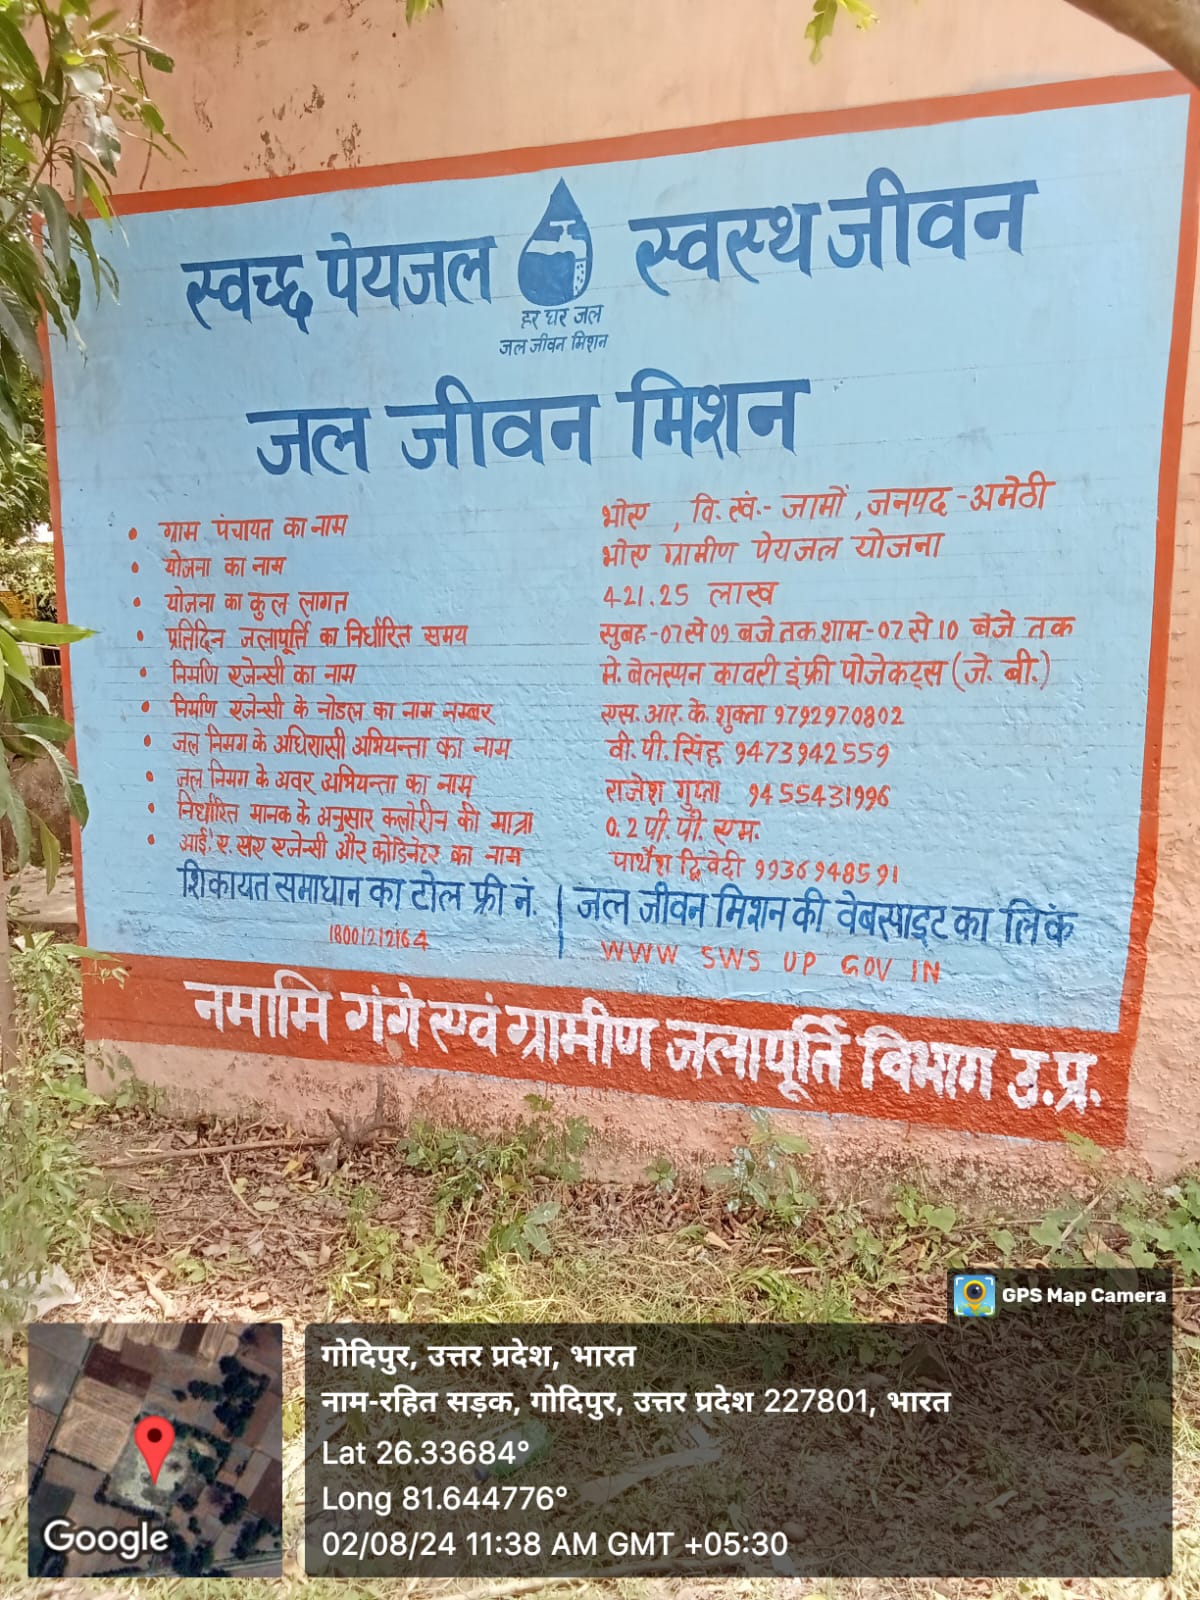 स्वच्छ पेयजल स्वस्थ जीवन
हर घर जल
जल जीवन मिशन
जल जीवन मिशन
• ग्राम पंचायत का नाम भोए , वि. खं.- जामों , जनपद - अमेठी
• योजना का नाम भोए ग्रामीण पेयजल योजना
• योजना का कुल लागत 421.25 लाख
• प्रतिदिन जलापूर्ति का निर्धारित समय सुबह-07 से 09 बजे तक शाम-07 से 10 बेजे तक
• निर्माण एजेन्सी का नाम मे. बेलस्पन कावरी इंफ्री पोजेकट्स (जे. बी.)
• निर्माण एजेन्सी के नोडल का नाम नम्बर एस. आर. के. शुक्ता 9792970802
• जल निमग के अधिशासी अभियन्ता का नाम वी. पी. सिंह 9473942559
• जल निमग के अवर अभियन्ता का नाम राजेश गुप्ता 9455431996
• निर्धारित मानक के अनुसार कलोरीन की मात्रा 0.2 पी. पी. एम.
• आई. ए. सए एजेन्सी और कोडिनेटर का नाम पार्थेश द्विवेदी 9936948591
शिकायत समाधान का टोल फ्री नं. | जल जीवन मिशन की वेबसाइट का लिंक
18001212164 WWW SWS UP GOV IN
नमामि गंगे एवं ग्रामीण जलापूर्ति विभाग उ.प्र.
GPS Map Camera
गोदिपुर, उत्तर प्रदेश, भारत
नाम-रहित सड़क, गोदिपुर, उत्तर प्रदेश 227801, भारत
Lat 26.33684°
Long 81.644776°
02/08/24 11:38 AM GMT +05:30
Google